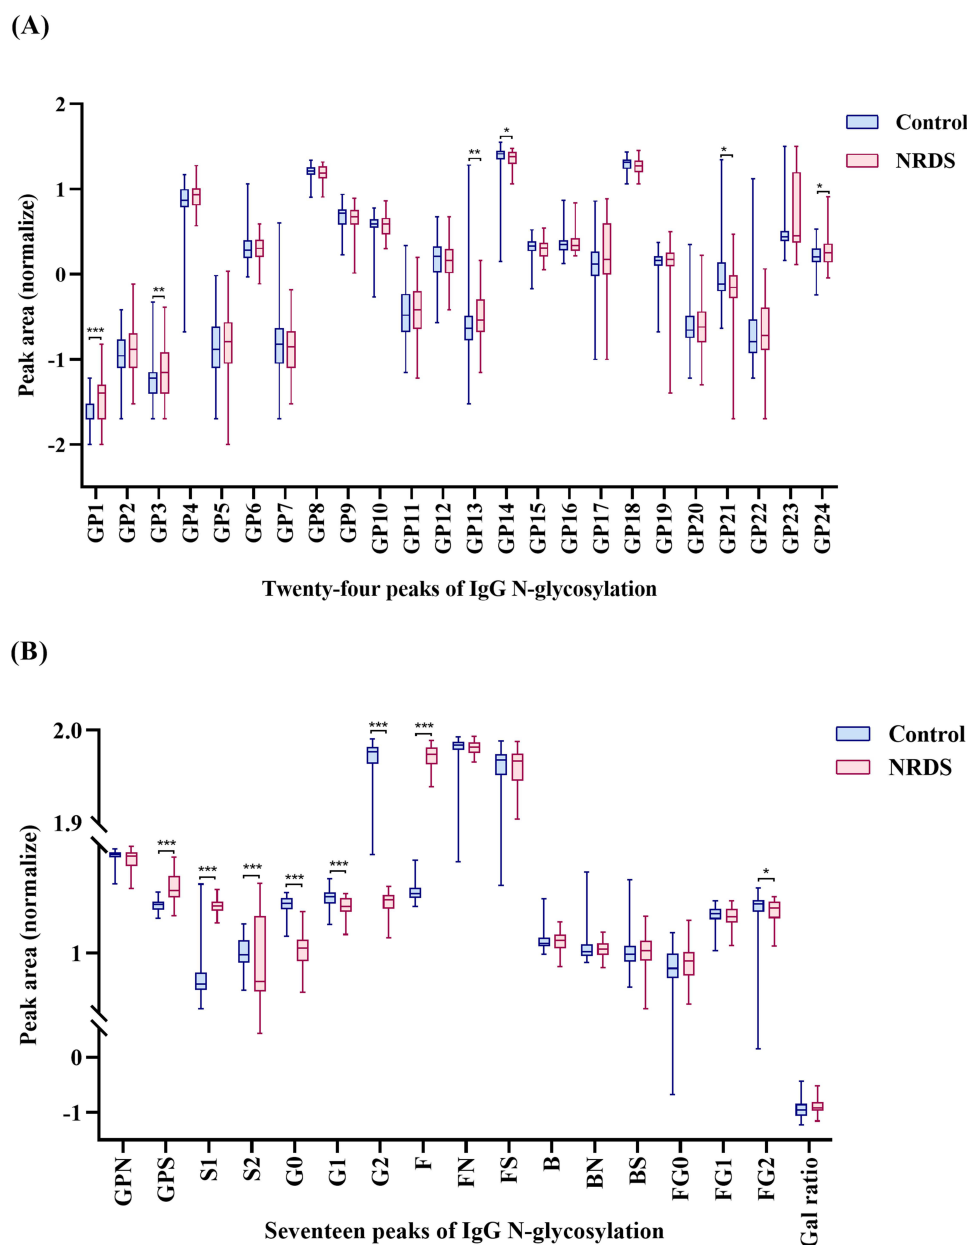 (A)
Peak area (normalize)
2
1
0
-1
-2
***
**
**
*
*
*
Control
NRDS
GP1
GP2
GP3
GP4
GP5
GP6
GP7
GP8
GP9
GP10
GP11
GP12
GP13
GP14
GP15
GP16
GP17
GP18
GP19
GP20
GP21
GP22
GP23
GP24
Twenty-four peaks of IgG N-glycosylation
(B)
Peak area (normalize)
2.0
1.9
1
0
-1
***
***
***
***
***
***
***
*
Control
NRDS
GPN
GPS
S1
S2
G0
G1
G2
F
FN
FS
B
BN
BS
FG0
FG1
FG2
Gal ratio
Seventeen peaks of IgG N-glycosylation